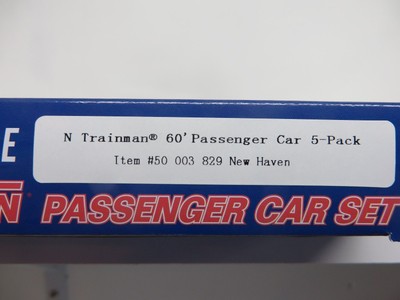 N Trainman® 60' Passenger Car 5-Pack
Item #50 003 829 New Haven
E
N® PASSENGER CAR SET